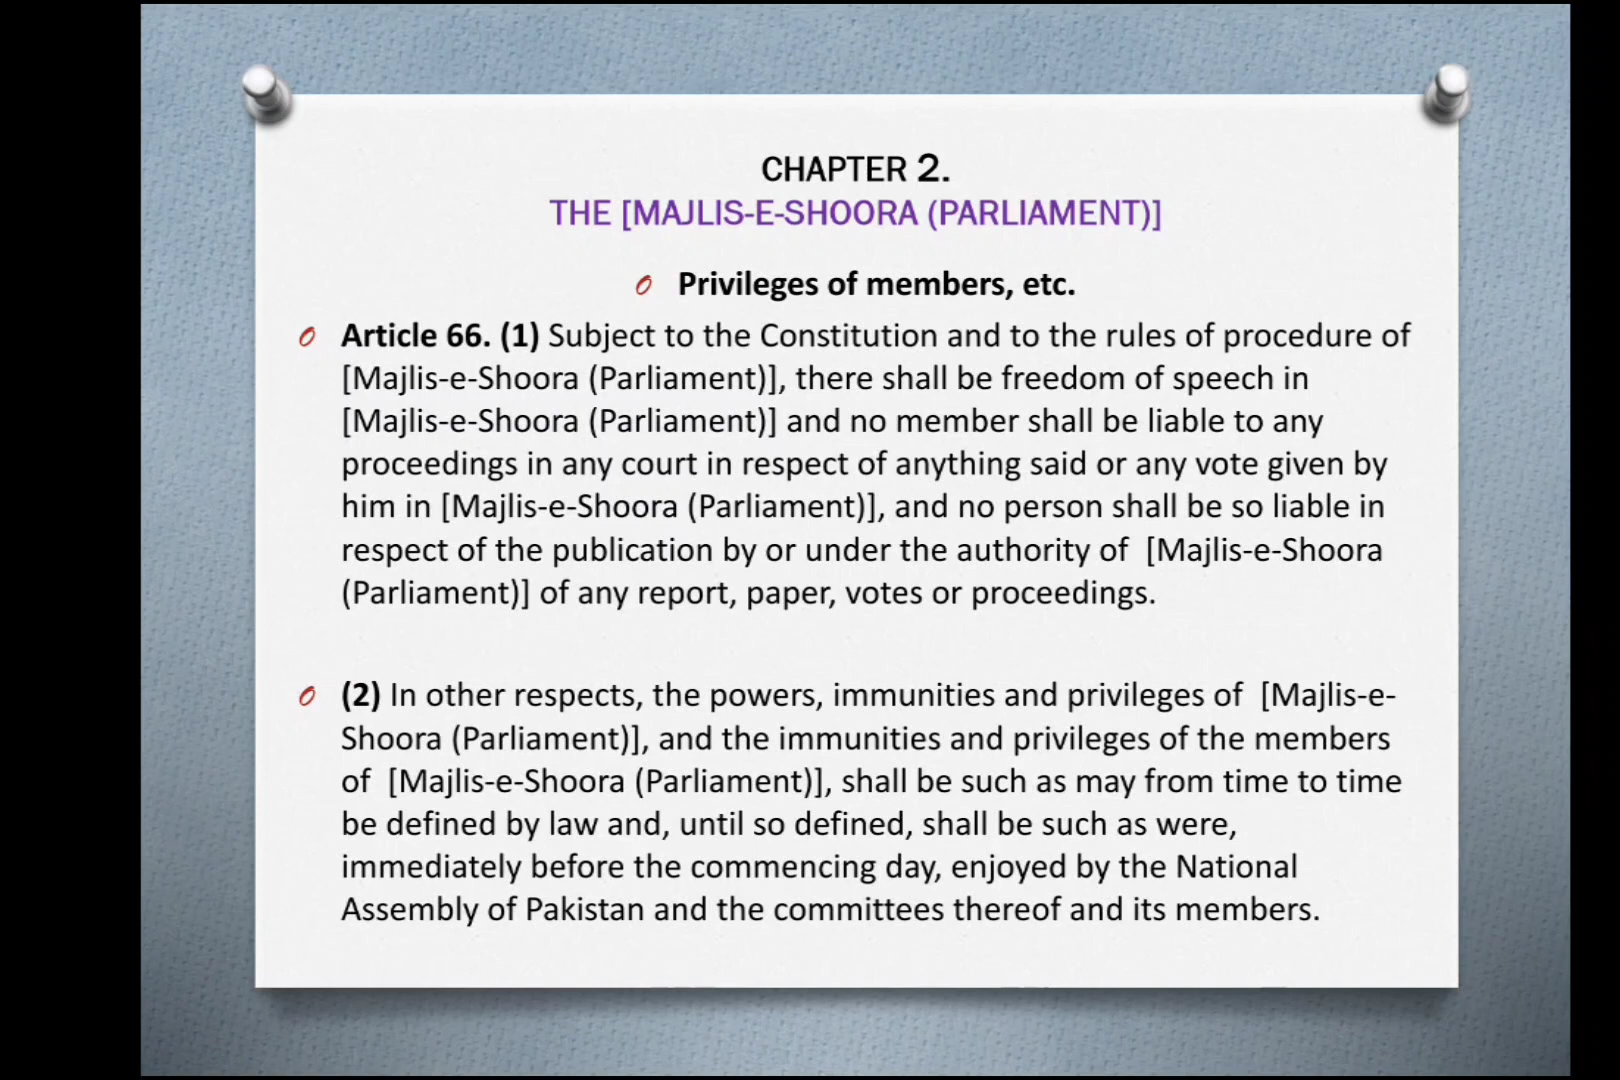 CHAPTER 2.
THE [MAJLIS-E-SHOORA (PARLIAMENT)]
Privileges of members, etc.
Article 66. (1) Subject to the Constitution and to the rules of procedure of
[Majlis-e-Shoora (Parliament)], there shall be freedom of speech in
[Majlis-e-Shoora (Parliament)] and no member shall be liable to any
proceedings in any court in respect of anything said or any vote given by
him in [Majlis-e-Shoora (Parliament)], and no person shall be so liable in
respect of the publication by or under the authority of [Majlis-e-Shoora
(Parliament)] of any report, paper, votes or proceedings.
(2) In other respects, the powers, immunities and privileges of [Majlis-e-
Shoora (Parliament)], and the immunities and privileges of the members
of [Majlis-e-Shoora (Parliament)], shall be such as may from time to time
be defined by law and, until so defined, shall be such as were,
immediately before the commencing day, enjoyed by the National
Assembly of Pakistan and the committees thereof and its members.